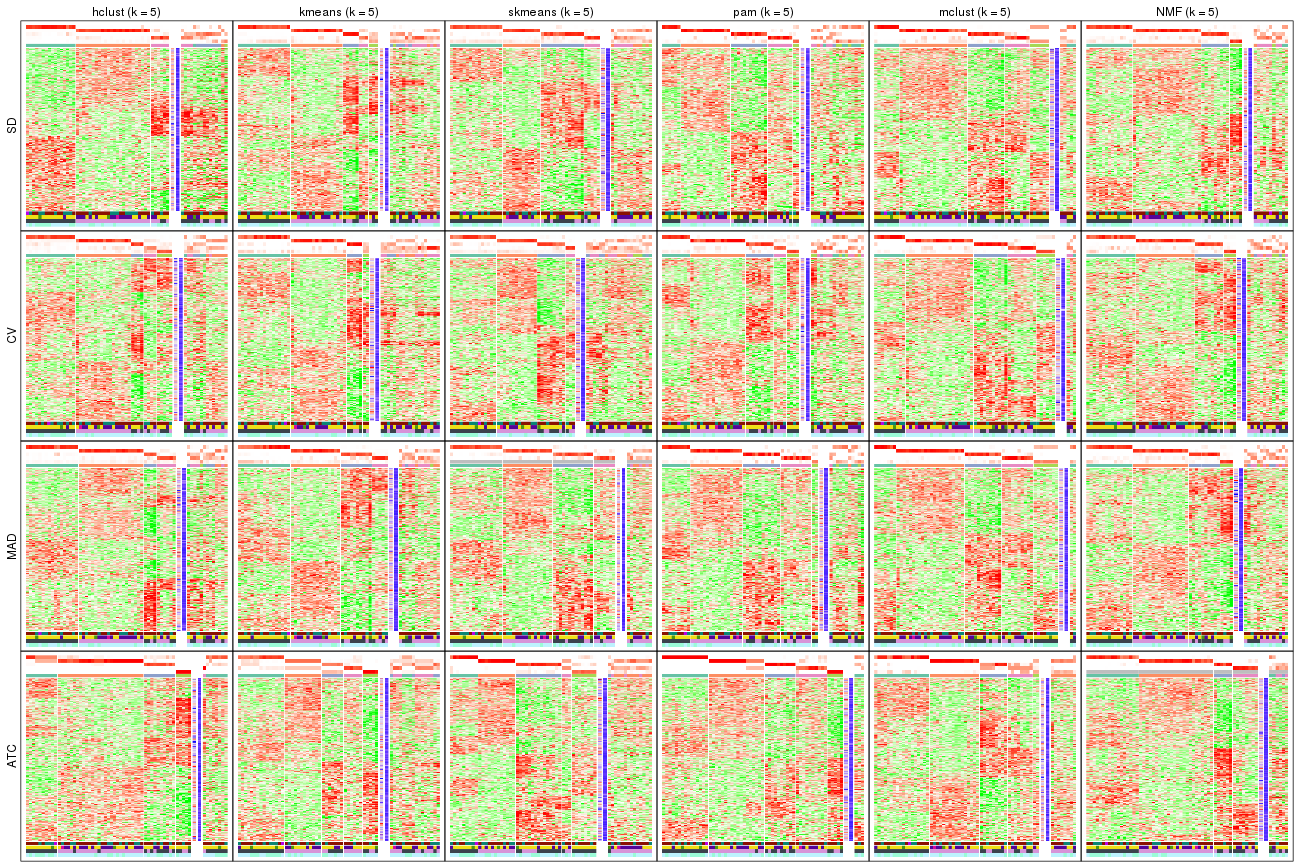 hclust (k = 5)
kmeans (k = 5)
skmeans (k = 5)
pam (k = 5)
mclust (k = 5)
NMF (k = 5)
SD
CV
MAD
ATC